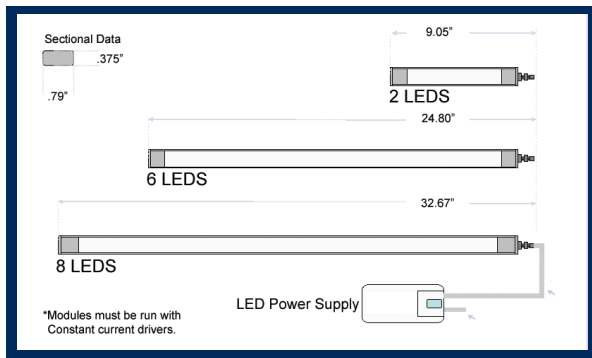 Sectional Data
.375”
.79”
9.05”
2 LEDS
24.80”
6 LEDS
32.67”
8 LEDS
LED Power Supply
*Modules must be run with
Constant current drivers.